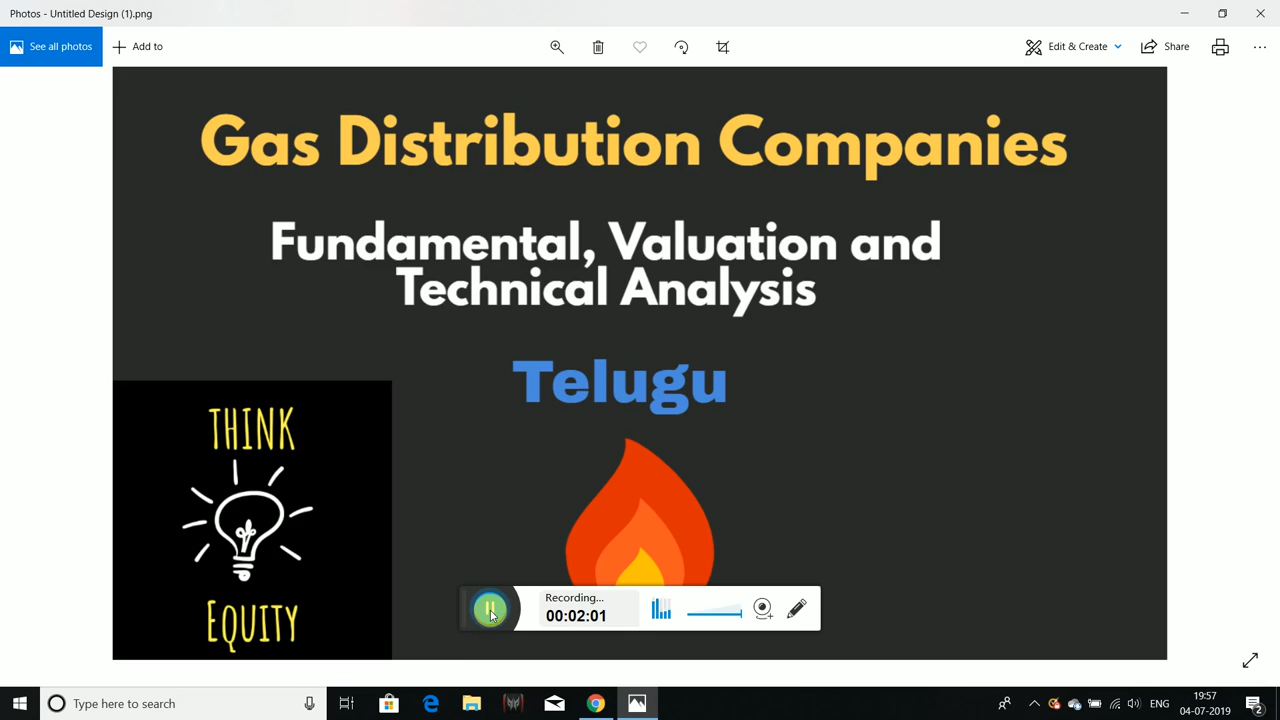 Photos - Untitled Design (1).png
See all photos
Add to
Edit & Create
Share
Gas Distribution Companies
Fundamental, Valuation and
Technical Analysis
Telugu
THINK
EQUITY
Recording...
00:02:01
Type here to search
ENG
19:57
04-07-2019
2